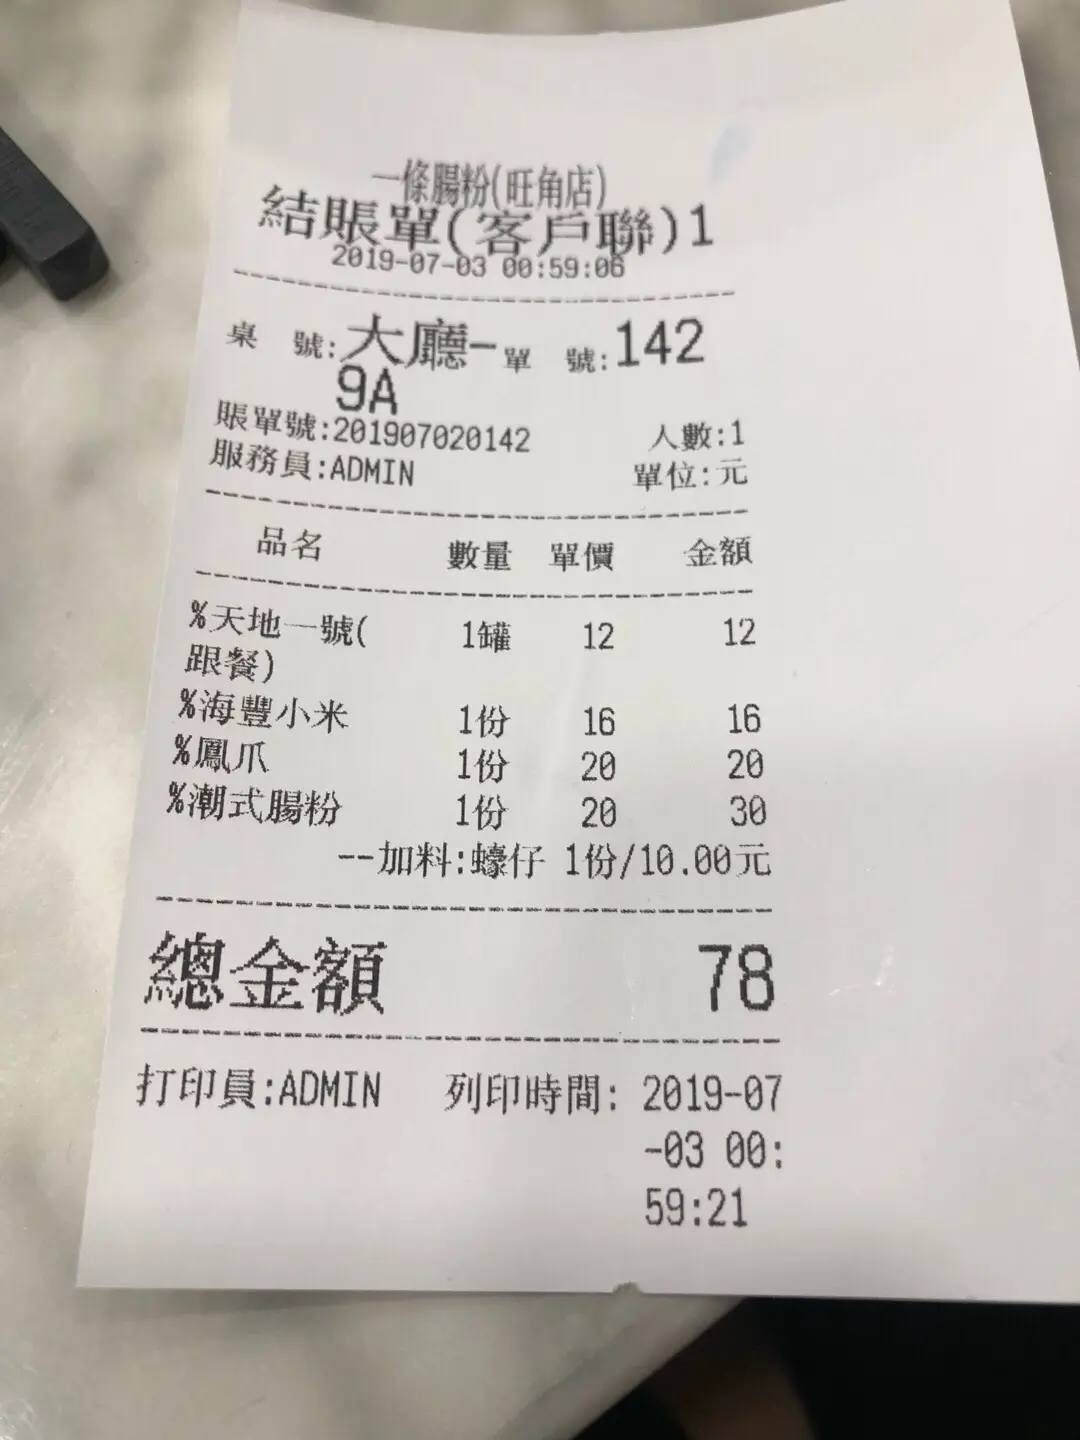 一條腸粉(旺角店)
結賬單(客戶聯)1
2019-07-03 00:59:06
桌 號:大廳- 單 號:142
9A
賬單號:201907020142 人數:1
服務員:ADMIN 單位:元
品名 數量 單價 金額
%天地一號( 1罐 12 12
跟餐)
%海豐小米 1份 16 16
%鳳爪 1份 20 20
%潮式腸粉 1份 20 30
--加料:蠔仔 1份/10.00元
總金額 78
打印員:ADMIN 列印時間: 2019-07
-03 00:
59:21